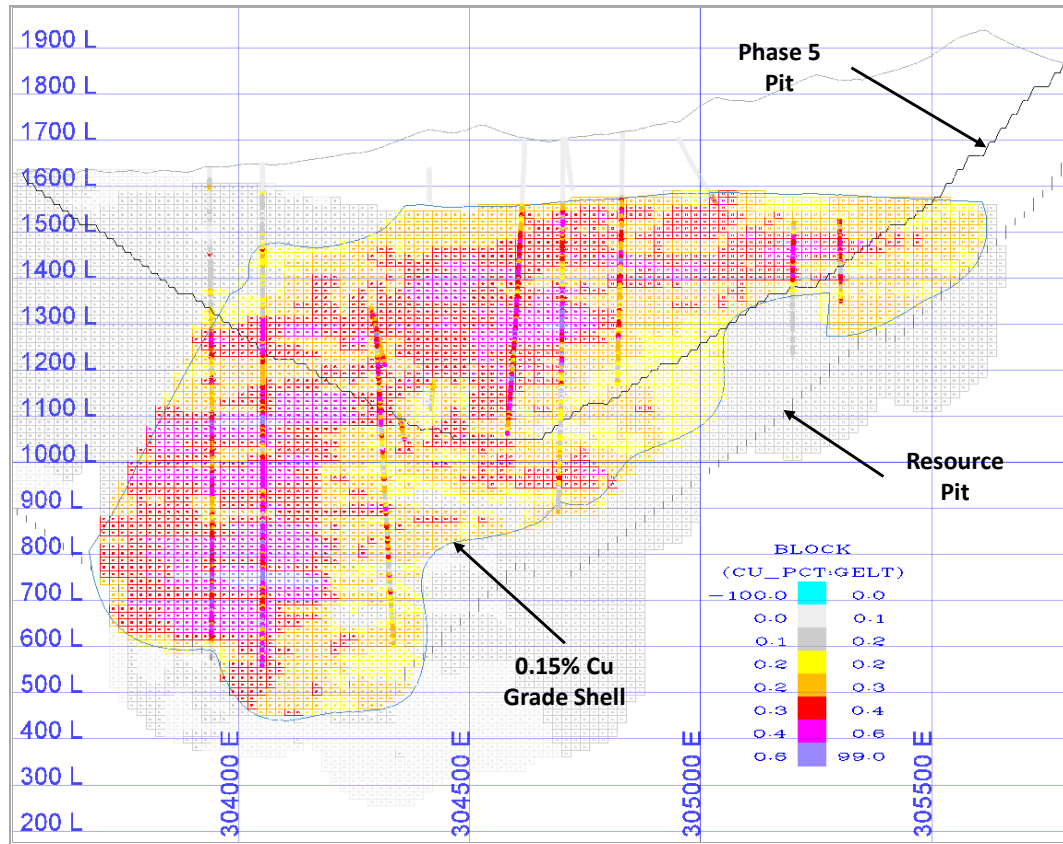 1900 L
1800 L
1700 L
1600 L
1500 L
1400 L
1300 L
1200 L
1100 L
1000 L
900 L
800 L
700 L
600 L
500 L
400 L
300 L
200 L
Phase 5
Pit
Resource
Pit
0.15% Cu
Grade Shell
BLOCK
(CU_PCT:GELT)
-100.0 0.0
0.0 0.1
0.1 0.2
0.2 0.2
0.2 0.3
0.3 0.4
0.4 0.6
0.6 99.0
304000 E
304500 E
305000 E
305500 E